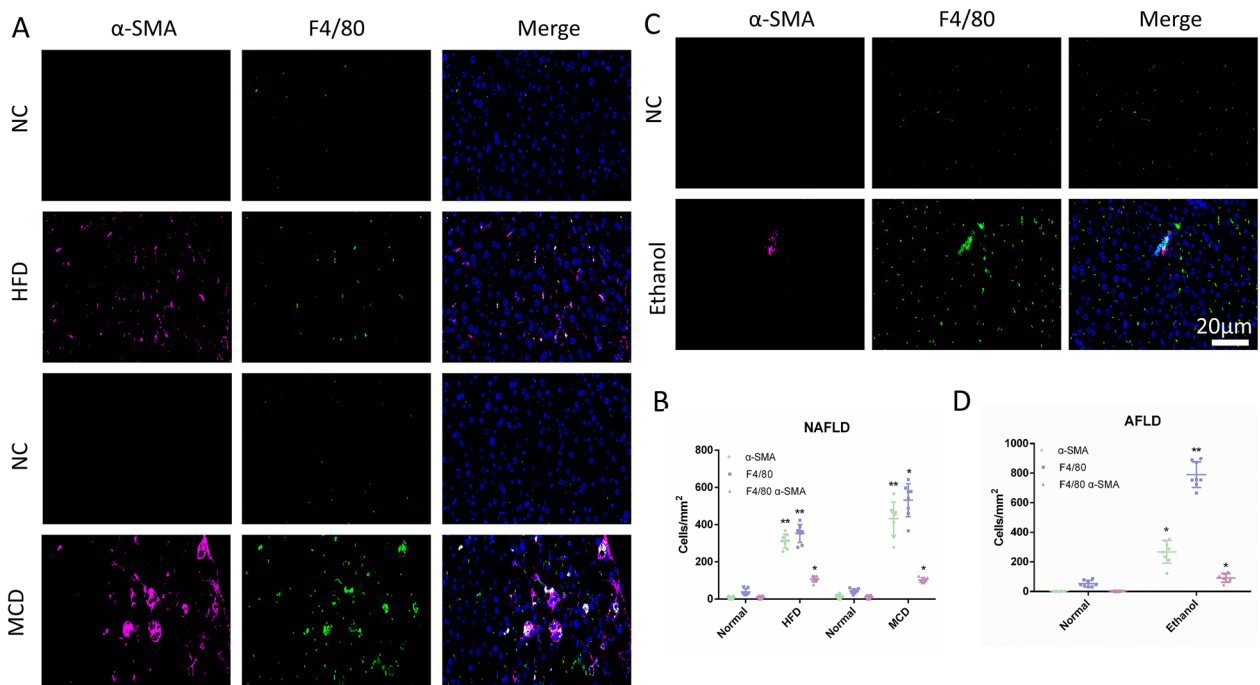 A
α-SMA F4/80 Merge
NC
HFD
NC
MCD
C
α-SMA F4/80 Merge
NC
Ethanol
20μm
B
NAFLD
α-SMA
F4/80
F4/80 α-SMA
Cells/mm²
800
600
400
200
0
** **
*
**
*
*
Normal HFD Normal MCD
D
AFLD
α-SMA
F4/80
F4/80 α-SMA
Cells/mm²
1000
800
600
400
200
0
*
**
*
Normal Ethanol